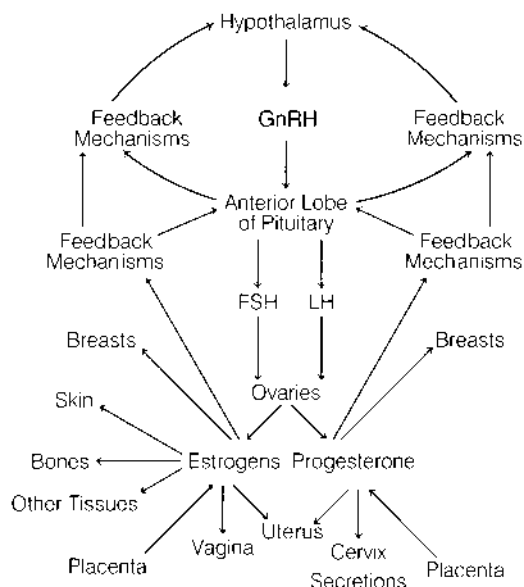 Hypothalamus
Feedback
Mechanisms
GnRH
Feedback
Mechanisms
Anterior Lobe
of Pituitary
Feedback
Mechanisms
Feedback
Mechanisms
FSH
LH
Breasts
Breasts
Ovaries
Skin
Bones
Estrogens
Progesterone
Other Tissues
Uterus
Vagina
Cervix
Secretions
Placenta
Placenta